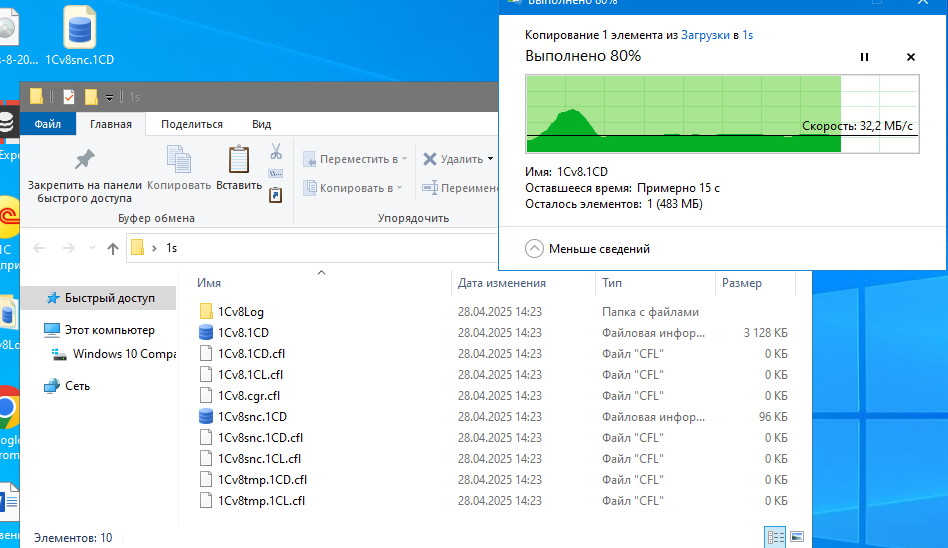 Выполнено 80%
s-8-20...
1Cv8snc.1CD
Копирование 1 элемента из Загрузки в 1s
Выполнено 80%
Скорость: 32,2 МБ/с
Имя: 1Cv8.1CD
Оставшееся время: Примерно 15 с
Осталось элементов: 1 (483 МБ)
Меньше сведений
1s
Файл
Главная
Поделиться
Вид
Закрепить на панели быстрого доступа
Копировать
Вставить
Буфер обмена
Переместить в
Копировать в
Удалить
Переимен
Упорядочить
1s
Быстрый доступ
Этот компьютер
Windows 10 Compa
Сеть
Имя Дата изменения Тип Размер
1Cv8Log 28.04.2025 14:23 Папка с файлами
1Cv8.1CD 28.04.2025 14:23 Файловая инфор... 3 128 КБ
1Cv8.1CD.cfl 28.04.2025 14:23 Файл "CFL" 0 КБ
1Cv8.1CL.cfl 28.04.2025 14:23 Файл "CFL" 0 КБ
1Cv8.cgr.cfl 28.04.2025 14:23 Файл "CFL" 0 КБ
1Cv8snc.1CD 28.04.2025 14:23 Файловая инфор... 96 КБ
1Cv8snc.1CD.cfl 28.04.2025 14:23 Файл "CFL" 0 КБ
1Cv8snc.1CL.cfl 28.04.2025 14:23 Файл "CFL" 0 КБ
1Cv8tmp.1CD.cfl 28.04.2025 14:23 Файл "CFL" 0 КБ
1Cv8tmp.1CL.cfl 28.04.2025 14:23 Файл "CFL" 0 КБ
Элементов: 10